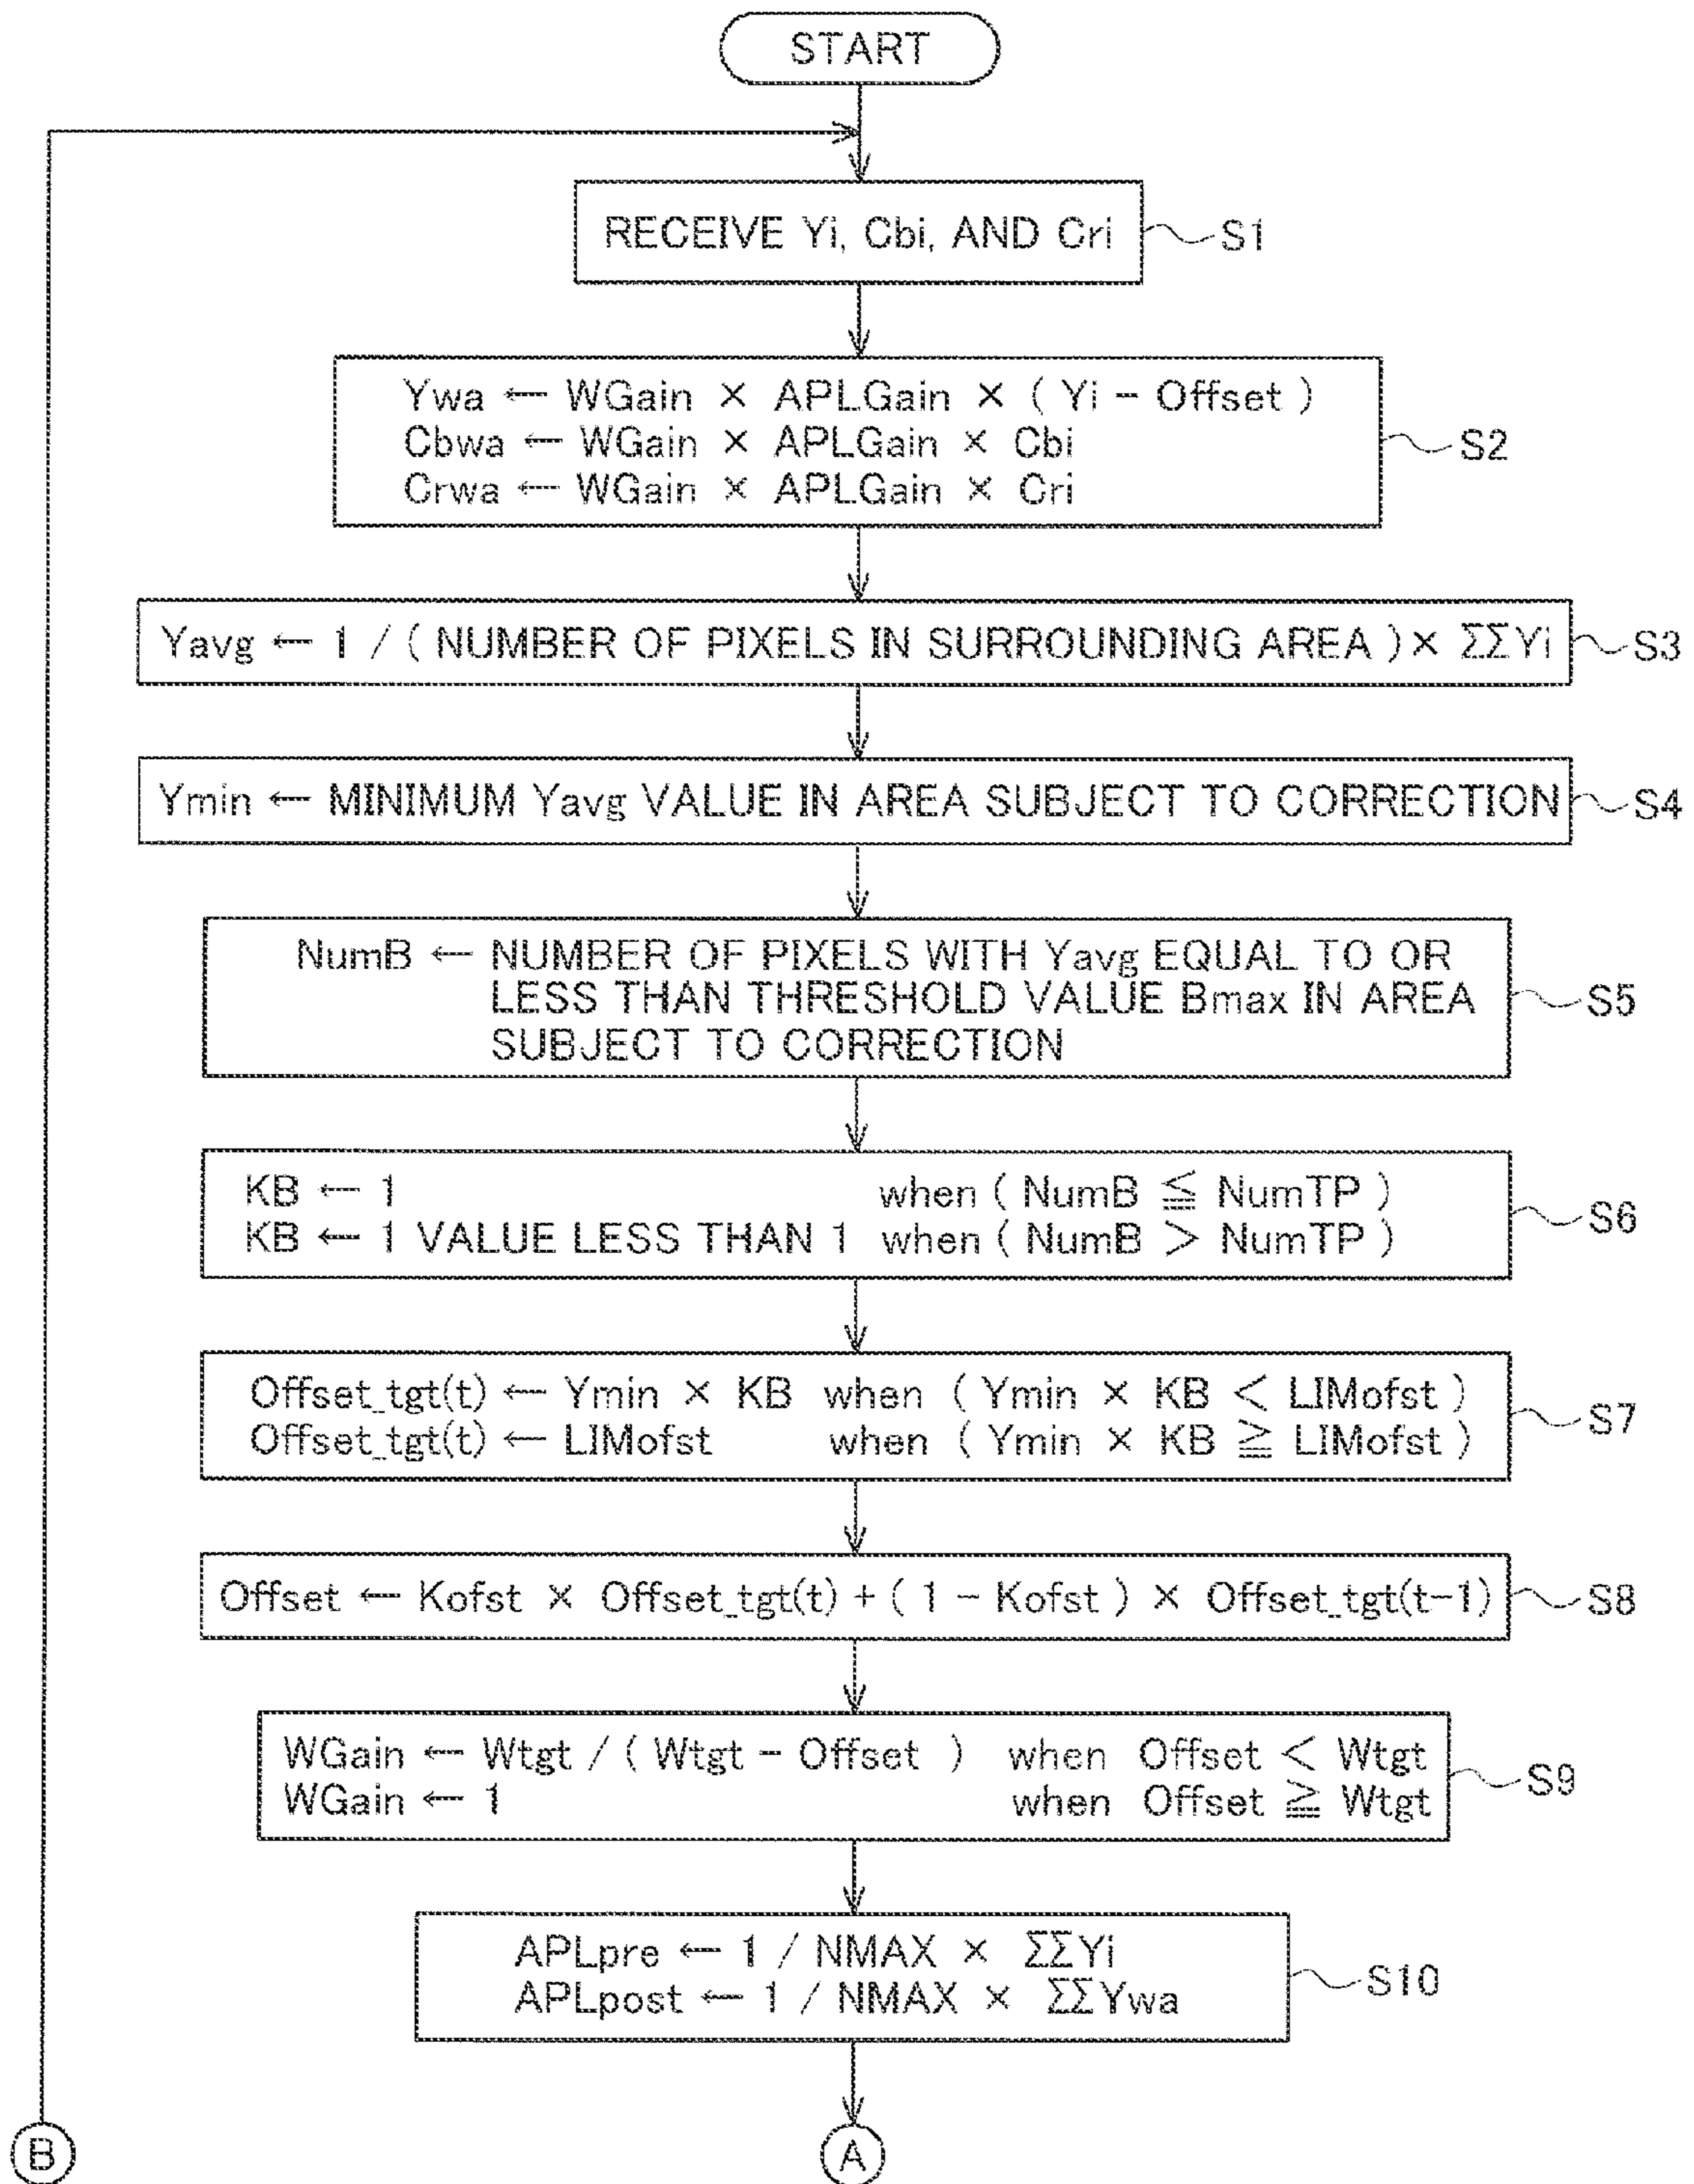 START
RECEIVE Yi, Cbi, AND Cri
S1
Ywa ← WGain × APLGain × ( Yi - Offset )
Cbwa ← WGain × APLGain × Cbi
Crwa ← WGain × APLGain × Cri
S2
Yavg ← 1 / ( NUMBER OF PIXELS IN SURROUNDING AREA ) × ΣΣYi
S3
Ymin ← MINIMUM Yavg VALUE IN AREA SUBJECT TO CORRECTION
S4
NumB ← NUMBER OF PIXELS WITH Yavg EQUAL TO OR
LESS THAN THRESHOLD VALUE Bmax IN AREA
SUBJECT TO CORRECTION
S5
KB ← 1 when ( NumB ≦ NumTP )
KB ← 1 VALUE LESS THAN 1 when ( NumB > NumTP )
S6
Offset_tgt(t) ← Ymin × KB when ( Ymin × KB < LIMofst )
Offset_tgt(t) ← LIMofst when ( Ymin × KB ≧ LIMofst )
S7
Offset ← Kofst × Offset_tgt(t) + ( 1 - Kofst ) × Offset_tgt(t-1)
S8
WGain ← Wtgt / ( Wtgt - Offset ) when Offset < Wtgt
WGain ← 1 when Offset ≧ Wtgt
S9
APLpre ← 1 / NMAX × ΣΣYi
APLpost ← 1 / NMAX × ΣΣYwa
S10
B
A